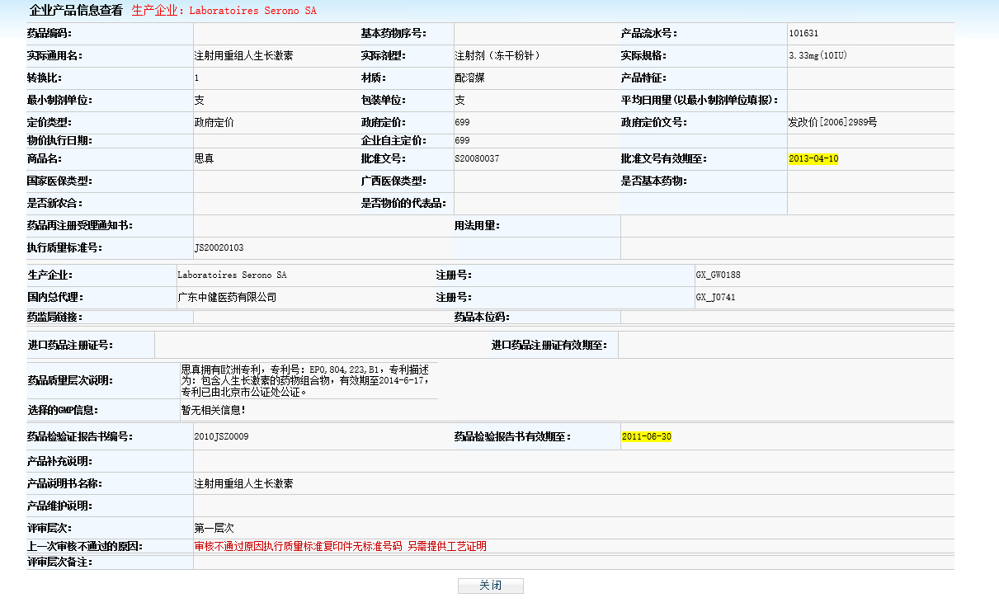 企业产品信息查看 生产企业：Laboratoires Serono SA
药品编码： 基本药物序号： 产品流水号： 101631
实际通用名： 注射用重组人生长激素 实际剂型： 注射剂（冻干粉针） 实际规格： 3.33mg(10IU)
转换比： 1 材质： 配溶媒 产品特征：
最小制剂单位： 支 包装单位： 支 平均日用量(以最小制剂单位填报)：
定价类型： 政府定价 政府定价： 699 政府定价文号： 发改价[2006]2989号
物价执行日期： 企业自主定价： 699
商品名： 思真 批准文号： S20080037 批准文号有效期至： 2013-04-10
国家医保类型： 广西医保类型： 是否基本药物：
是否新农合： 是否物价的代表品：
药品再注册受理通知书： 用法用量：
执行质量标准号： JS20020103
生产企业： Laboratoires Serono SA 注册号： GX_GW0188
国内总代理： 广东中健医药有限公司 注册号： GX_J0741
药监局链接： 药品本位码：
进口药品注册证号： 进口药品注册证有效期至：
药品质量层次说明： 思真拥有欧洲专利，专利号：EP0,804,223,B1，专利描述
为：包含人生长激素的药物组合物，有效期至2014-6-17，
专利已由北京市公证处公证。
选择的GMP信息： 暂无相关信息！
药品检验证报告书编号： 2010JSZ0009 药品检验报告书有效期至： 2011-06-30
产品补充说明：
产品说明书名称： 注射用重组人生长激素
产品维护说明：
评审层次： 第一层次
上一次审核不通过的原因： 审核不通过原因执行质量标准复印件无标准号码 另需提供工艺证明
评审层次备注：
关闭